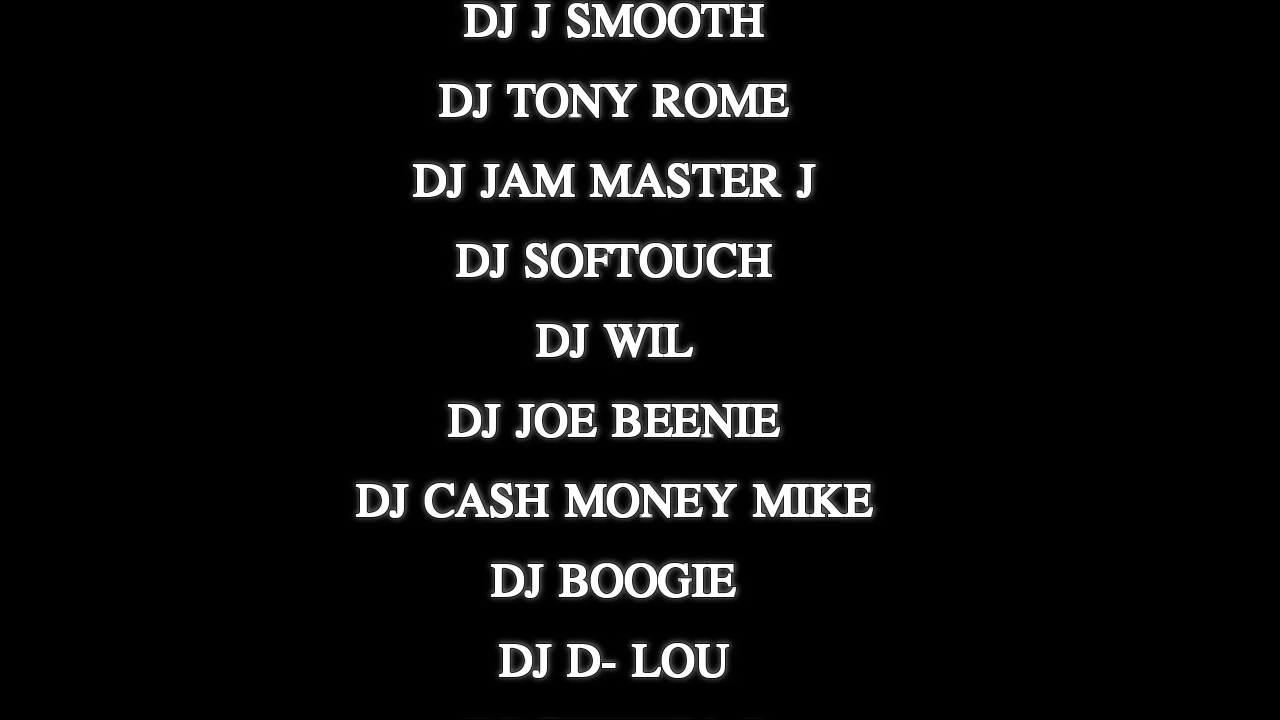 DJ J SMOOTH
DJ TONY ROME
DJ JAM MASTER J
DJ SOFTOUCH
DJ WIL
DJ JOE BEENIE
DJ CASH MONEY MIKE
DJ BOOGIE
DJ D- LOU